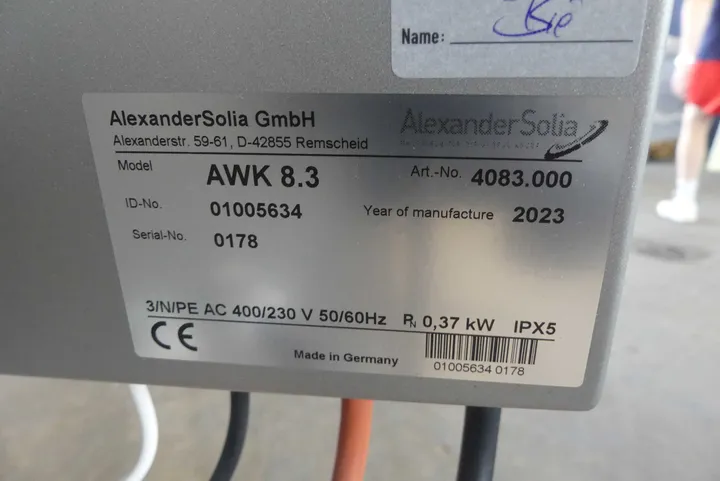 Name:
AlexanderSolia GmbH
AlexanderSolia
Alexanderstr. 59-61, D-42855 Remscheid
Model AWK 8.3 Art.-No. 4083.000
ID-No. 01005634 Year of manufacture 2023
Serial-No. 0178
3/N/PE AC 400/230 V 50/60Hz PN 0,37 kW IPX5
CE
Made in Germany
01005634 0178